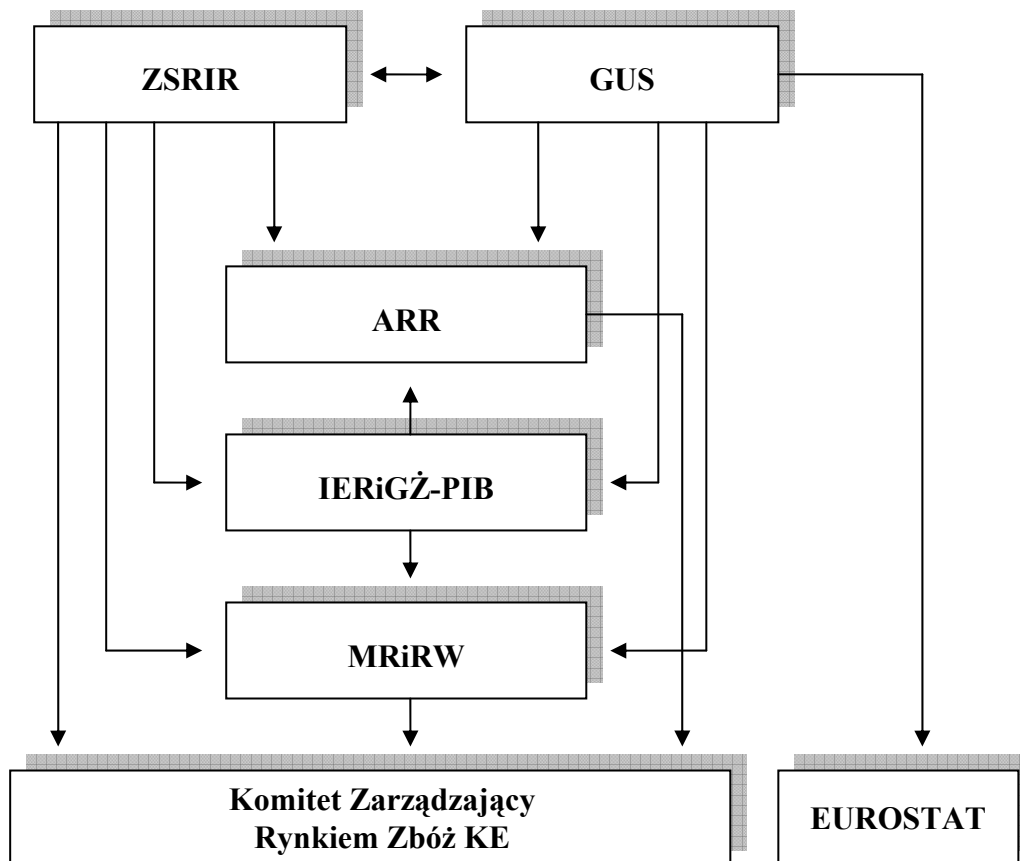 ZSRIR
GUS
ARR
IERiGŻ-PIB
MRiRW
Komitet Zarządzający
Rynkiem Zbóż KE
EUROSTAT